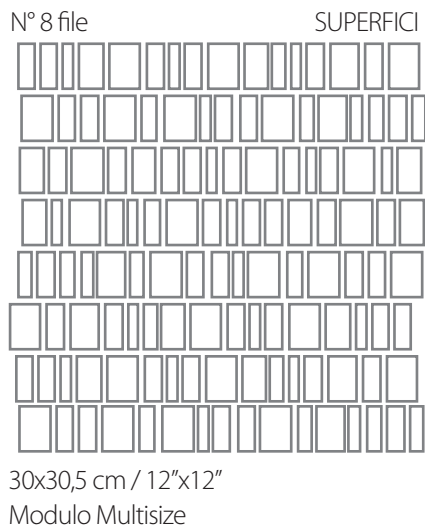 N° 8 file
SUPERFICI
30x30,5 cm / 12”x12”
Modulo Multisize